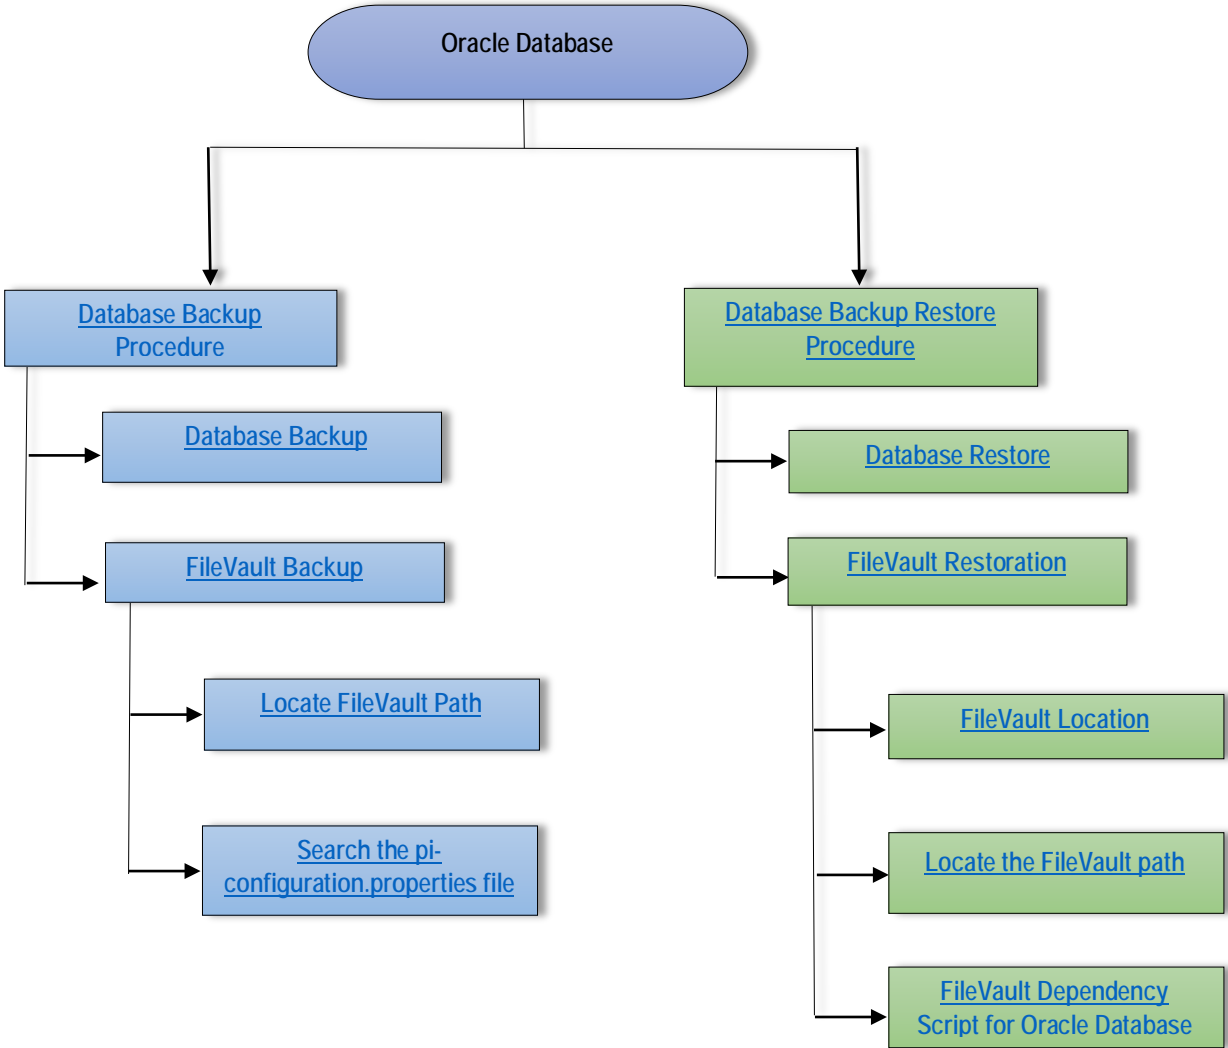 Oracle Database
Database Backup
Procedure
Database Backup
FileVault Backup
Locate FileVault Path
Search the pi-
configuration.properties file
Database Backup Restore
Procedure
Database Restore
FileVault Restoration
FileVault Location
Locate the FileVault path
FileVault Dependency
Script for Oracle Database